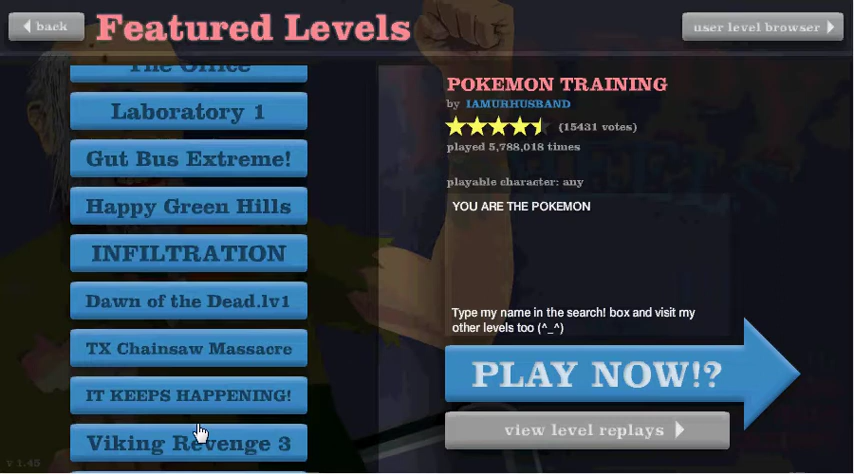 back
Featured Levels
user level browser
The Office
Laboratory 1
Gut Bus Extreme!
Happy Green Hills
INFILTRATION
Dawn of the Dead.lv1
TX Chainsaw Massacre
IT KEEPS HAPPENING!
Viking Revenge 3
v 1.45
POKEMON TRAINING
by IAMURHUSBAND
(15431 votes)
played 5,788,018 times
playable character: any
YOU ARE THE POKEMON
Type my name in the search! box and visit my
other levels too (^_^)
PLAY NOW!?
view level replays